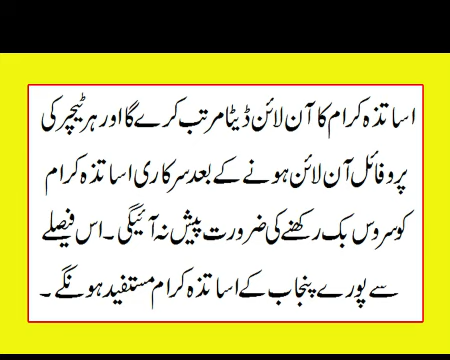 اساتذہ کرام کا آن لائن ڈیٹا مرتب کرے گا اور ہر ٹیچر کی
پروفائل آن لائن ہونے کے بعد سرکاری اساتذہ کرام
کو سروس بک رکھنے کی ضرورت پیش نہ آئیگی ۔ اس فیصلے
سے پورے پنجاب کے اساتذہ کرام مستفید ہونگے ۔